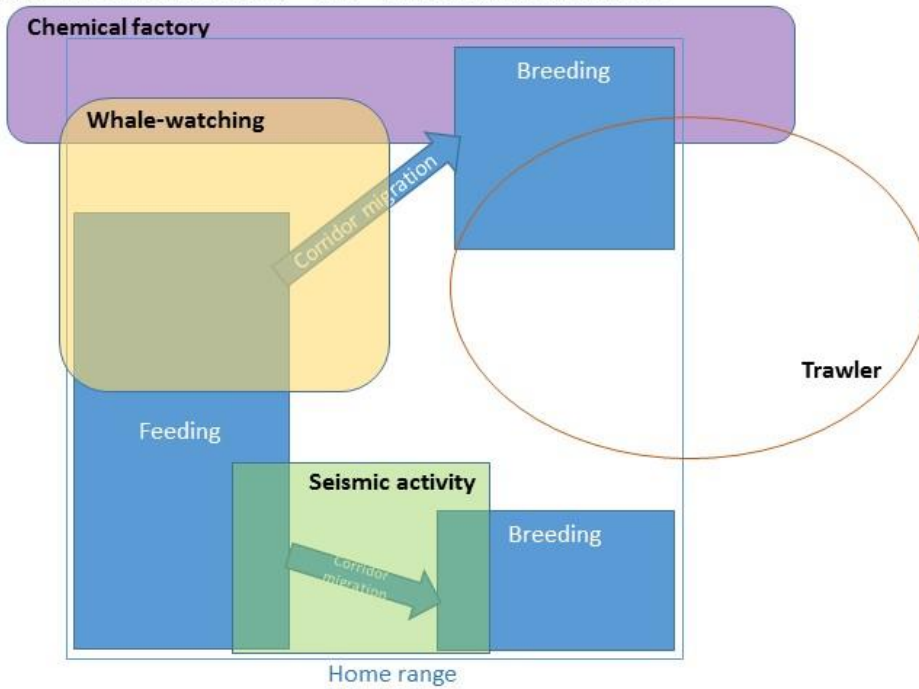 Chemical factory
Breeding
Whale-watching
Corridor migration
Trawler
Feeding
Seismic activity
Breeding
Corridor
migration
Home range